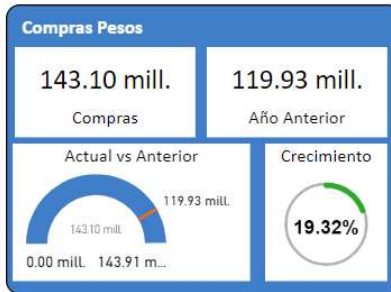 Compras Pesos
143.10 mill.
Compras
119.93 mill.
Año Anterior
Actual vs Anterior
119.93 mill.
143.10 mill.
0.00 mill.
143.91 m...
Crecimiento
19.32%